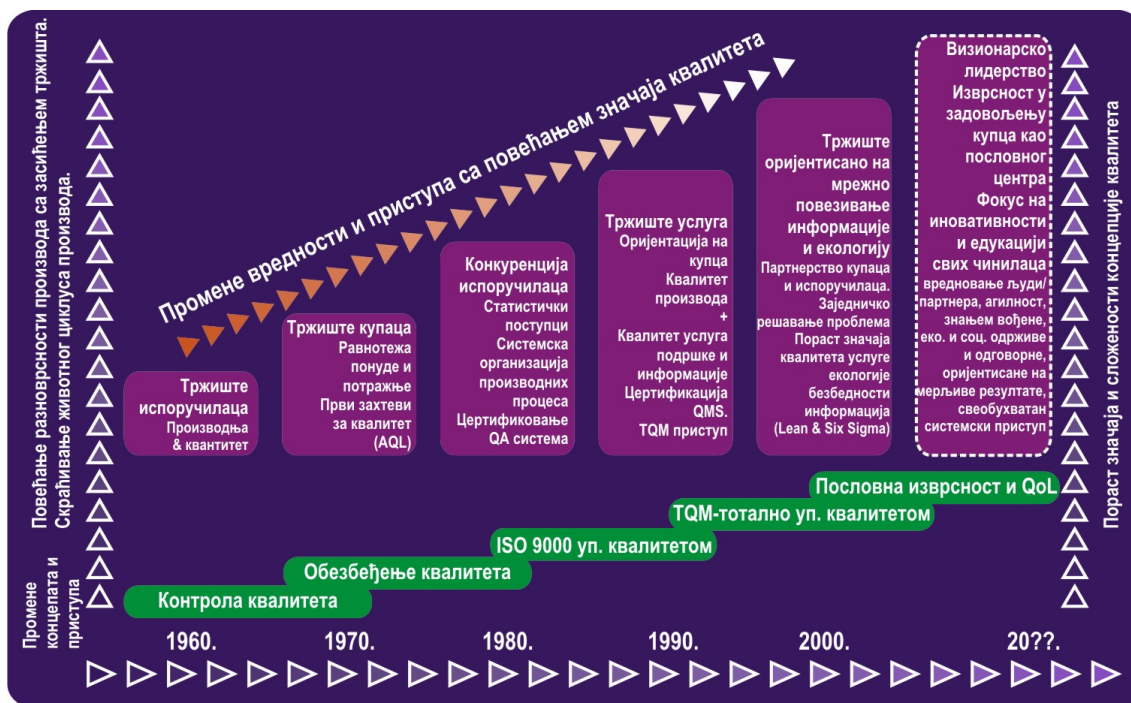 Повећање разноврсности производа са засићењем тржишта.
Скраћивање животног циклуса производа.
Промене
концепата и
приступа
Промене вредности и приступа са повећањем значаја квалитета
Тржиште
испоручилаца
Производња
& квантитет
Тржиште купаца
Равнотежа
понуде и
потражње
Први захтеви
за квалитет
(AQL)
Конкуренција
испоручилаца
Статистички
поступци
Системска
организација
производних
процеса
Цертификовање
QA система
Тржиште услуга
Оријентација на
купца
Квалитет
производа
+
Квалитет услуга
подршке и
информације
Цертификација
QMS.
TQM приступ
Тржиште
оријентисано на
мрежно
повезивање
информације
и екологију
Партнерство купаца
и испоручилаца.
Заједничко
решавање проблема
Пораст значаја
квалитета услуге
екологије
безбедности
информација
(Lean & Six Sigma)
Визионарско
лидерство
Изврсност у
задовољењу
купца као
пословног
центра
Фокус на
иновативности
и едукацији
свих чинилаца
вредновање људи/
партнера, агилност,
знањем вођене,
еко. и соц. одрживе
и одговорне,
оријентисане на
мерљиве резултате,
свеобухватан
системски приступ
Пораст значаја и сложености концепције квалитета
Пословна изврсност и QoL
TQM-тотално уп. квалитетом
ISO 9000 уп. квалитетом
Обезбеђење квалитета
Контрола квалитета
1960.
1970.
1980.
1990.
2000.
20??.